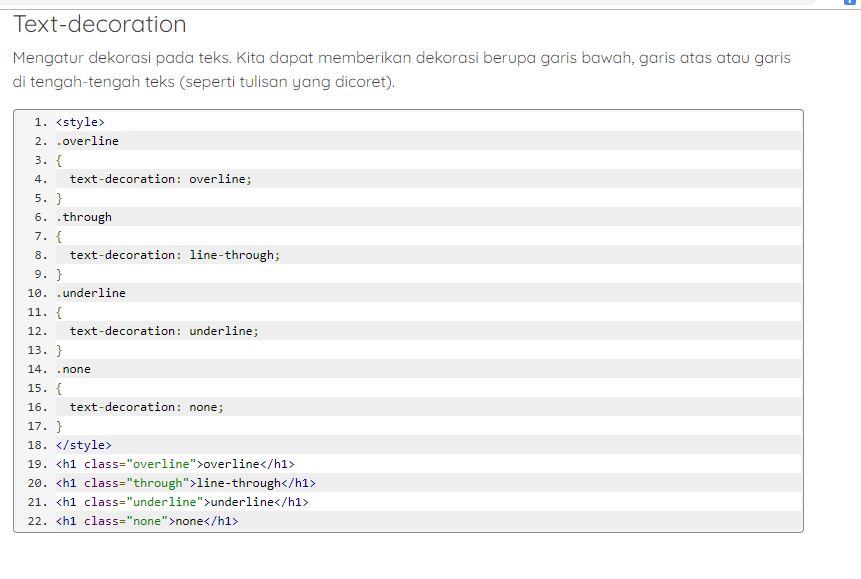 Text-decoration
Mengatur dekorasi pada teks. Kita dapat memberikan dekorasi berupa garis bawah, garis atas atau garis
di tengah-tengah teks (seperti tulisan yang dicoret).
1. <style>
2. .overline
3. {
4.   text-decoration: overline;
5. }
6. .through
7. {
8.   text-decoration: line-through;
9. }
10. .underline
11. {
12.   text-decoration: underline;
13. }
14. .none
15. {
16.   text-decoration: none;
17. }
18. </style>
19. <h1 class="overline">overline</h1>
20. <h1 class="through">line-through</h1>
21. <h1 class="underline">underline</h1>
22. <h1 class="none">none</h1>